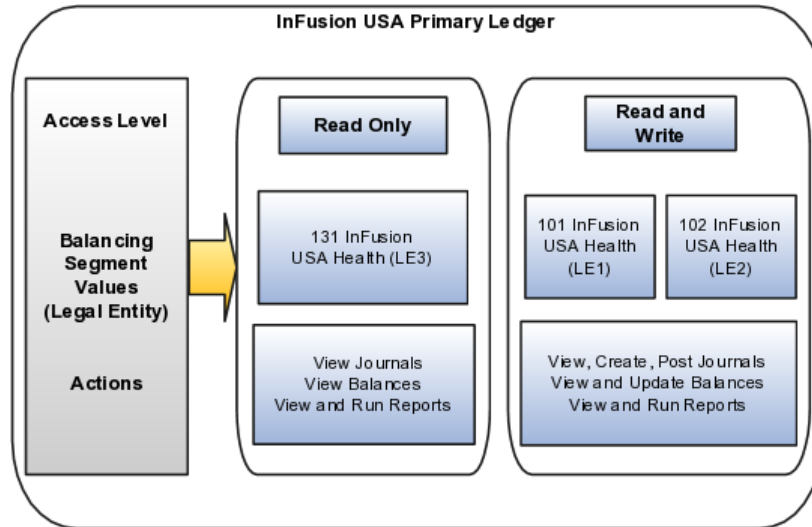 InFusion USA Primary Ledger
Access Level
Balancing
Segment
Values
(Legal Entity)
Actions
Read Only
131 InFusion
USA Health (LE3)
View Journals
View Balances
View and Run Reports
Read and
Write
101 InFusion
USA Health
(LE1)
102 InFusion
USA Health
(LE2)
View, Create, Post Journals
View and Update Balances
View and Run Reports